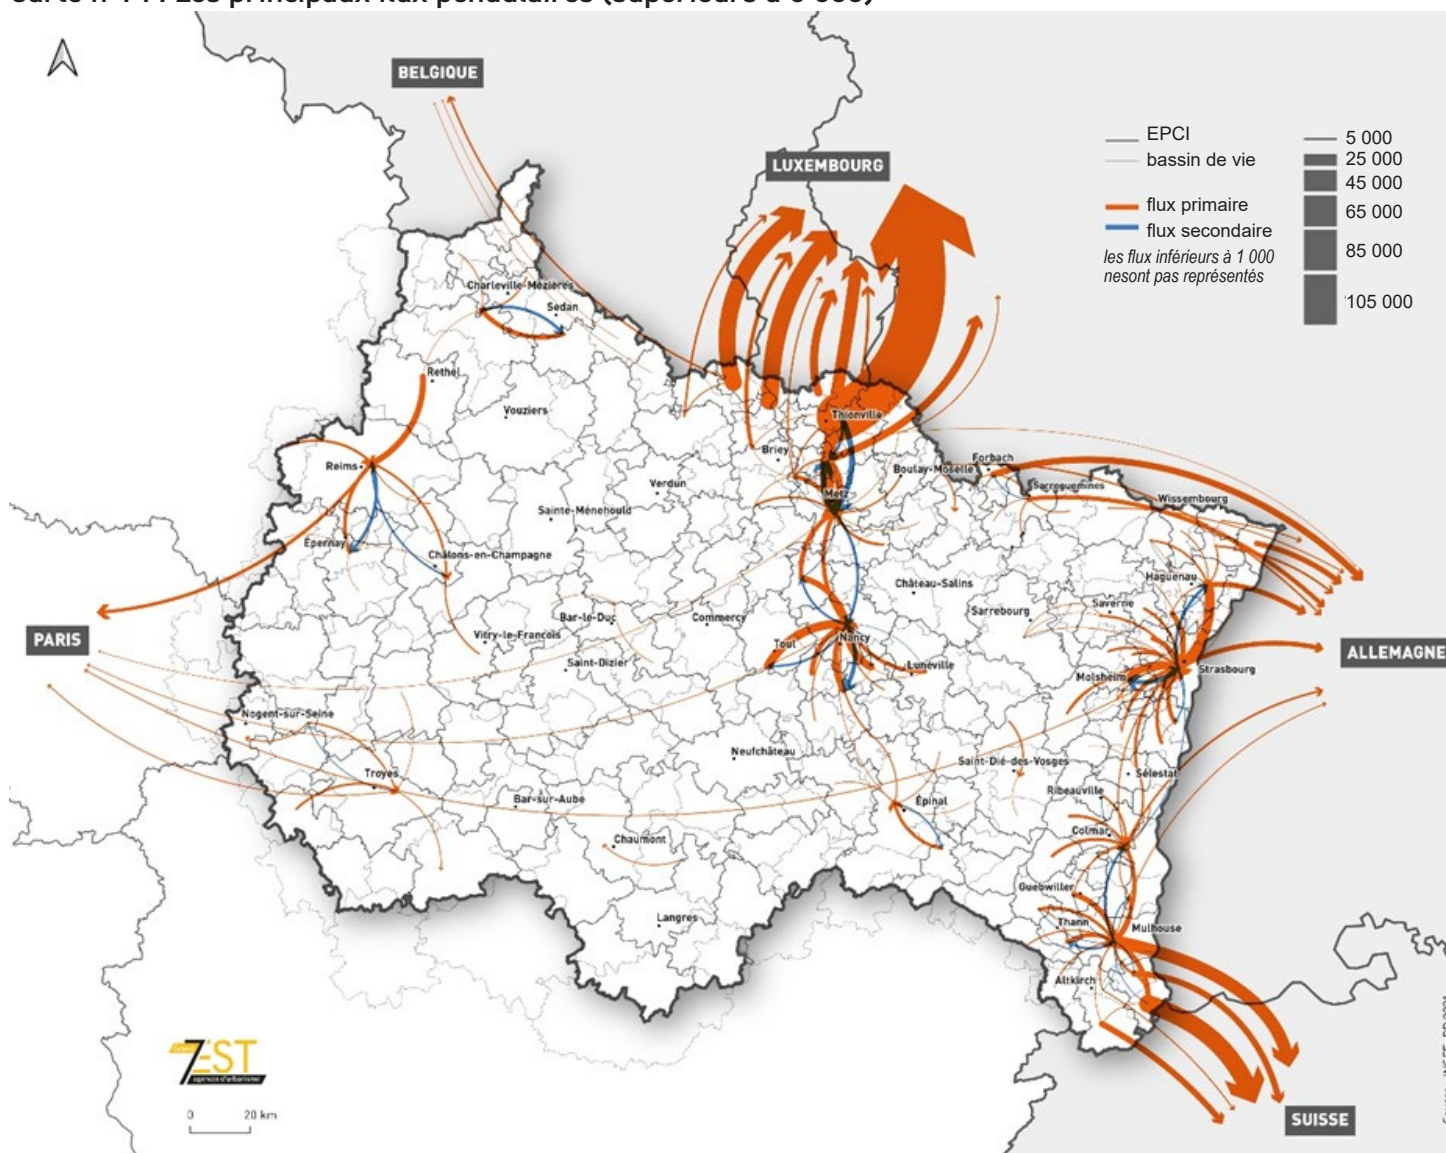 BELGIQUE
LUXEMBOURG
EPCI
bassin de vie
flux primaire
flux secondaire
les flux inférieurs à 1 000
nesont pas représentés
5 000
25 000
45 000
65 000
85 000
105 000
Charleville-Mézières
Sedan
Rethel
Vouziers
Thionville
Briey
Reims
Verdun
Metz
Boulay-Moselle
Forbach
Sarreguemines
Wissembourg
Sainte-Ménehould
Épernay
Châlons-en-Champagne
Château-Salins
Haguenau
Saverne
Sarrebourg
Bar-le-Duc
Commercy
PARIS
Vitry-le-François
Nancy
Toul
Lunéville
Saint-Dizier
Strasbourg
Molsheim
ALLEMAGNE
Nogent-sur-Seine
Neufchâteau
Saint-Dié-des-Vosges
Sélestat
Troyes
Ribeauville
Bar-sur-Aube
Épinal
Chaumont
Colmar
Guebwiller
Langres
Thann
Mulhouse
Altkirch
7EST
agences d'urbanisme
0 20 km
SUISSE